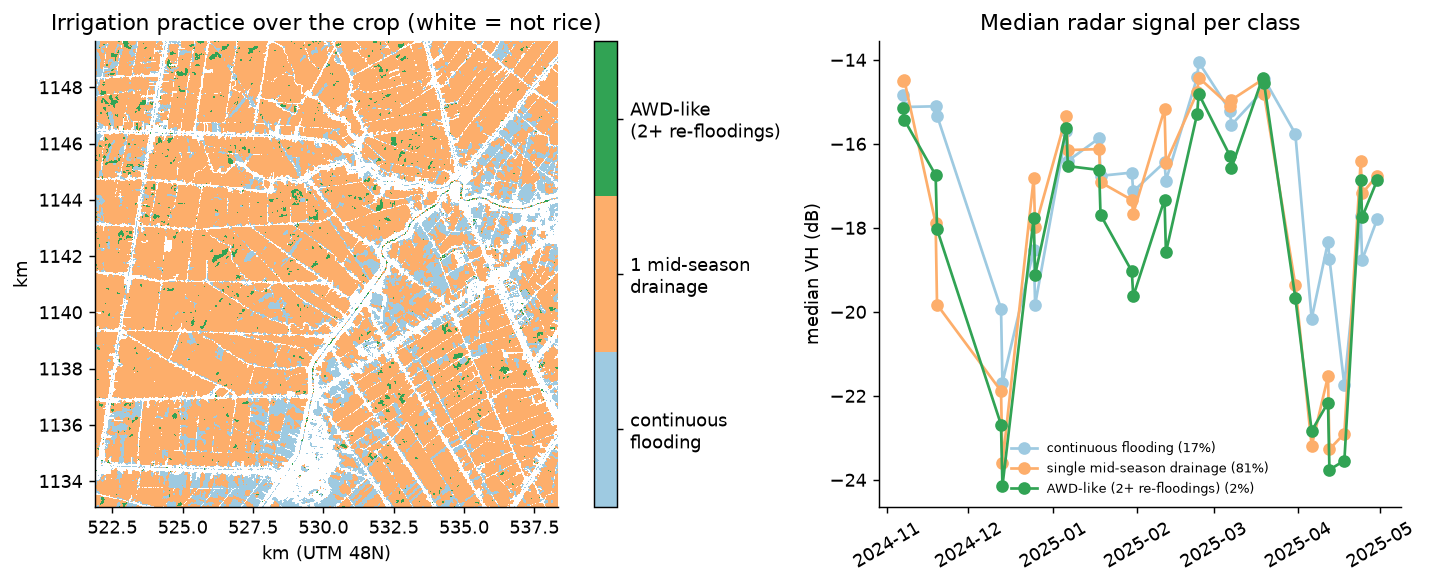 Irrigation practice over the crop (white = not rice)
1148
1146
1144
1142
1140
1138
1136
1134
km
522.5 525.0 527.5 530.0 532.5 535.0 537.5
km (UTM 48N)
AWD-like
(2+ re-floodings)
1 mid-season
drainage
continuous
flooding
Median radar signal per class
−14
−16
−18
−20
−22
−24
median VH (dB)
continuous flooding (17%)
single mid-season drainage (81%)
AWD-like (2+ re-floodings) (2%)
2024-11 2024-12 2025-01 2025-02 2025-03 2025-04 2025-05